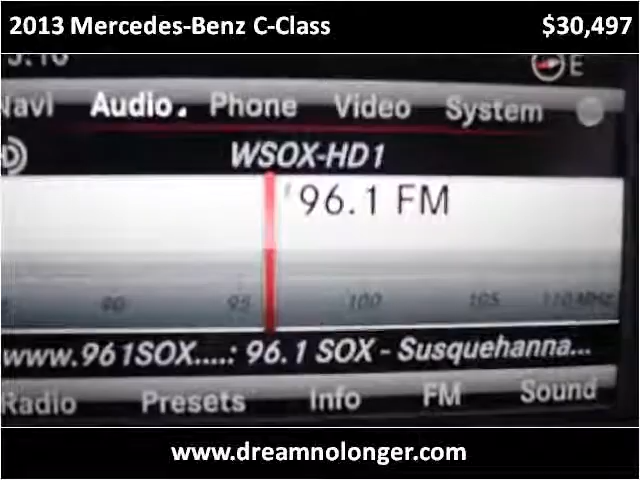 2013 Mercedes-Benz C-Class $30,497
E
Navi Audio Phone Video System
WSOX-HD1
96.1 FM
90 95 100 105 110 MHz
www.961SOX....: 96.1 SOX - Susquehanna...
Radio Presets Info FM Sound
www.dreamnolonger.com